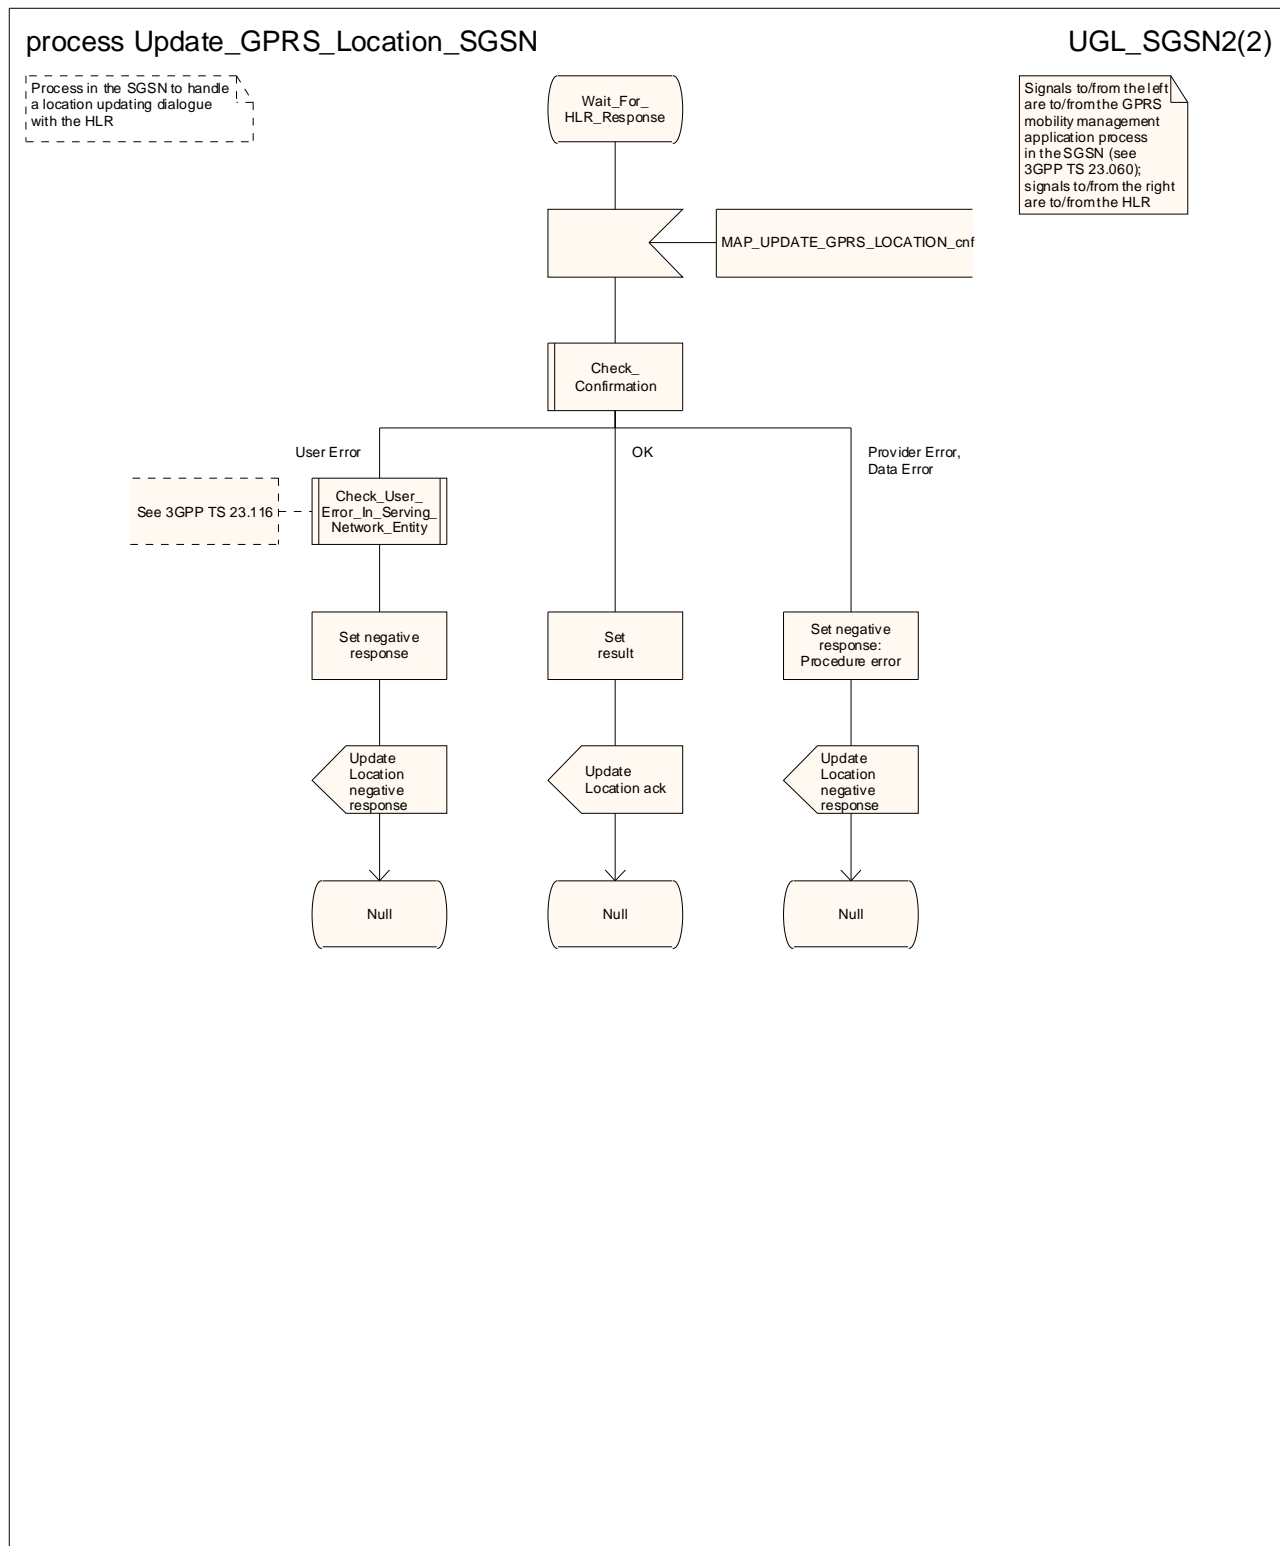 process Update_GPRS_Location_SGSN
UGL_SGSN2(2)
Process in the SGSN to handle
a location updating dialogue
with the HLR
Wait_For_
HLR_Response
Signals to/from the left
are to/from the GPRS
mobility management
application process
in the SGSN (see
3GPP TS 23.060);
signals to/from the right
are to/from the HLR
MAP_UPDATE_GPRS_LOCATION_cnf
Check_
Confirmation
User Error
OK
Provider Error,
Data Error
See 3GPP TS 23.116
Check_User_
Error_In_Serving_
Network_Entity
Set negative
response
Set
result
Set negative
response:
Procedure error
Update
Location
negative
response
Update
Location ack
Update
Location
negative
response
Null
Null
Null